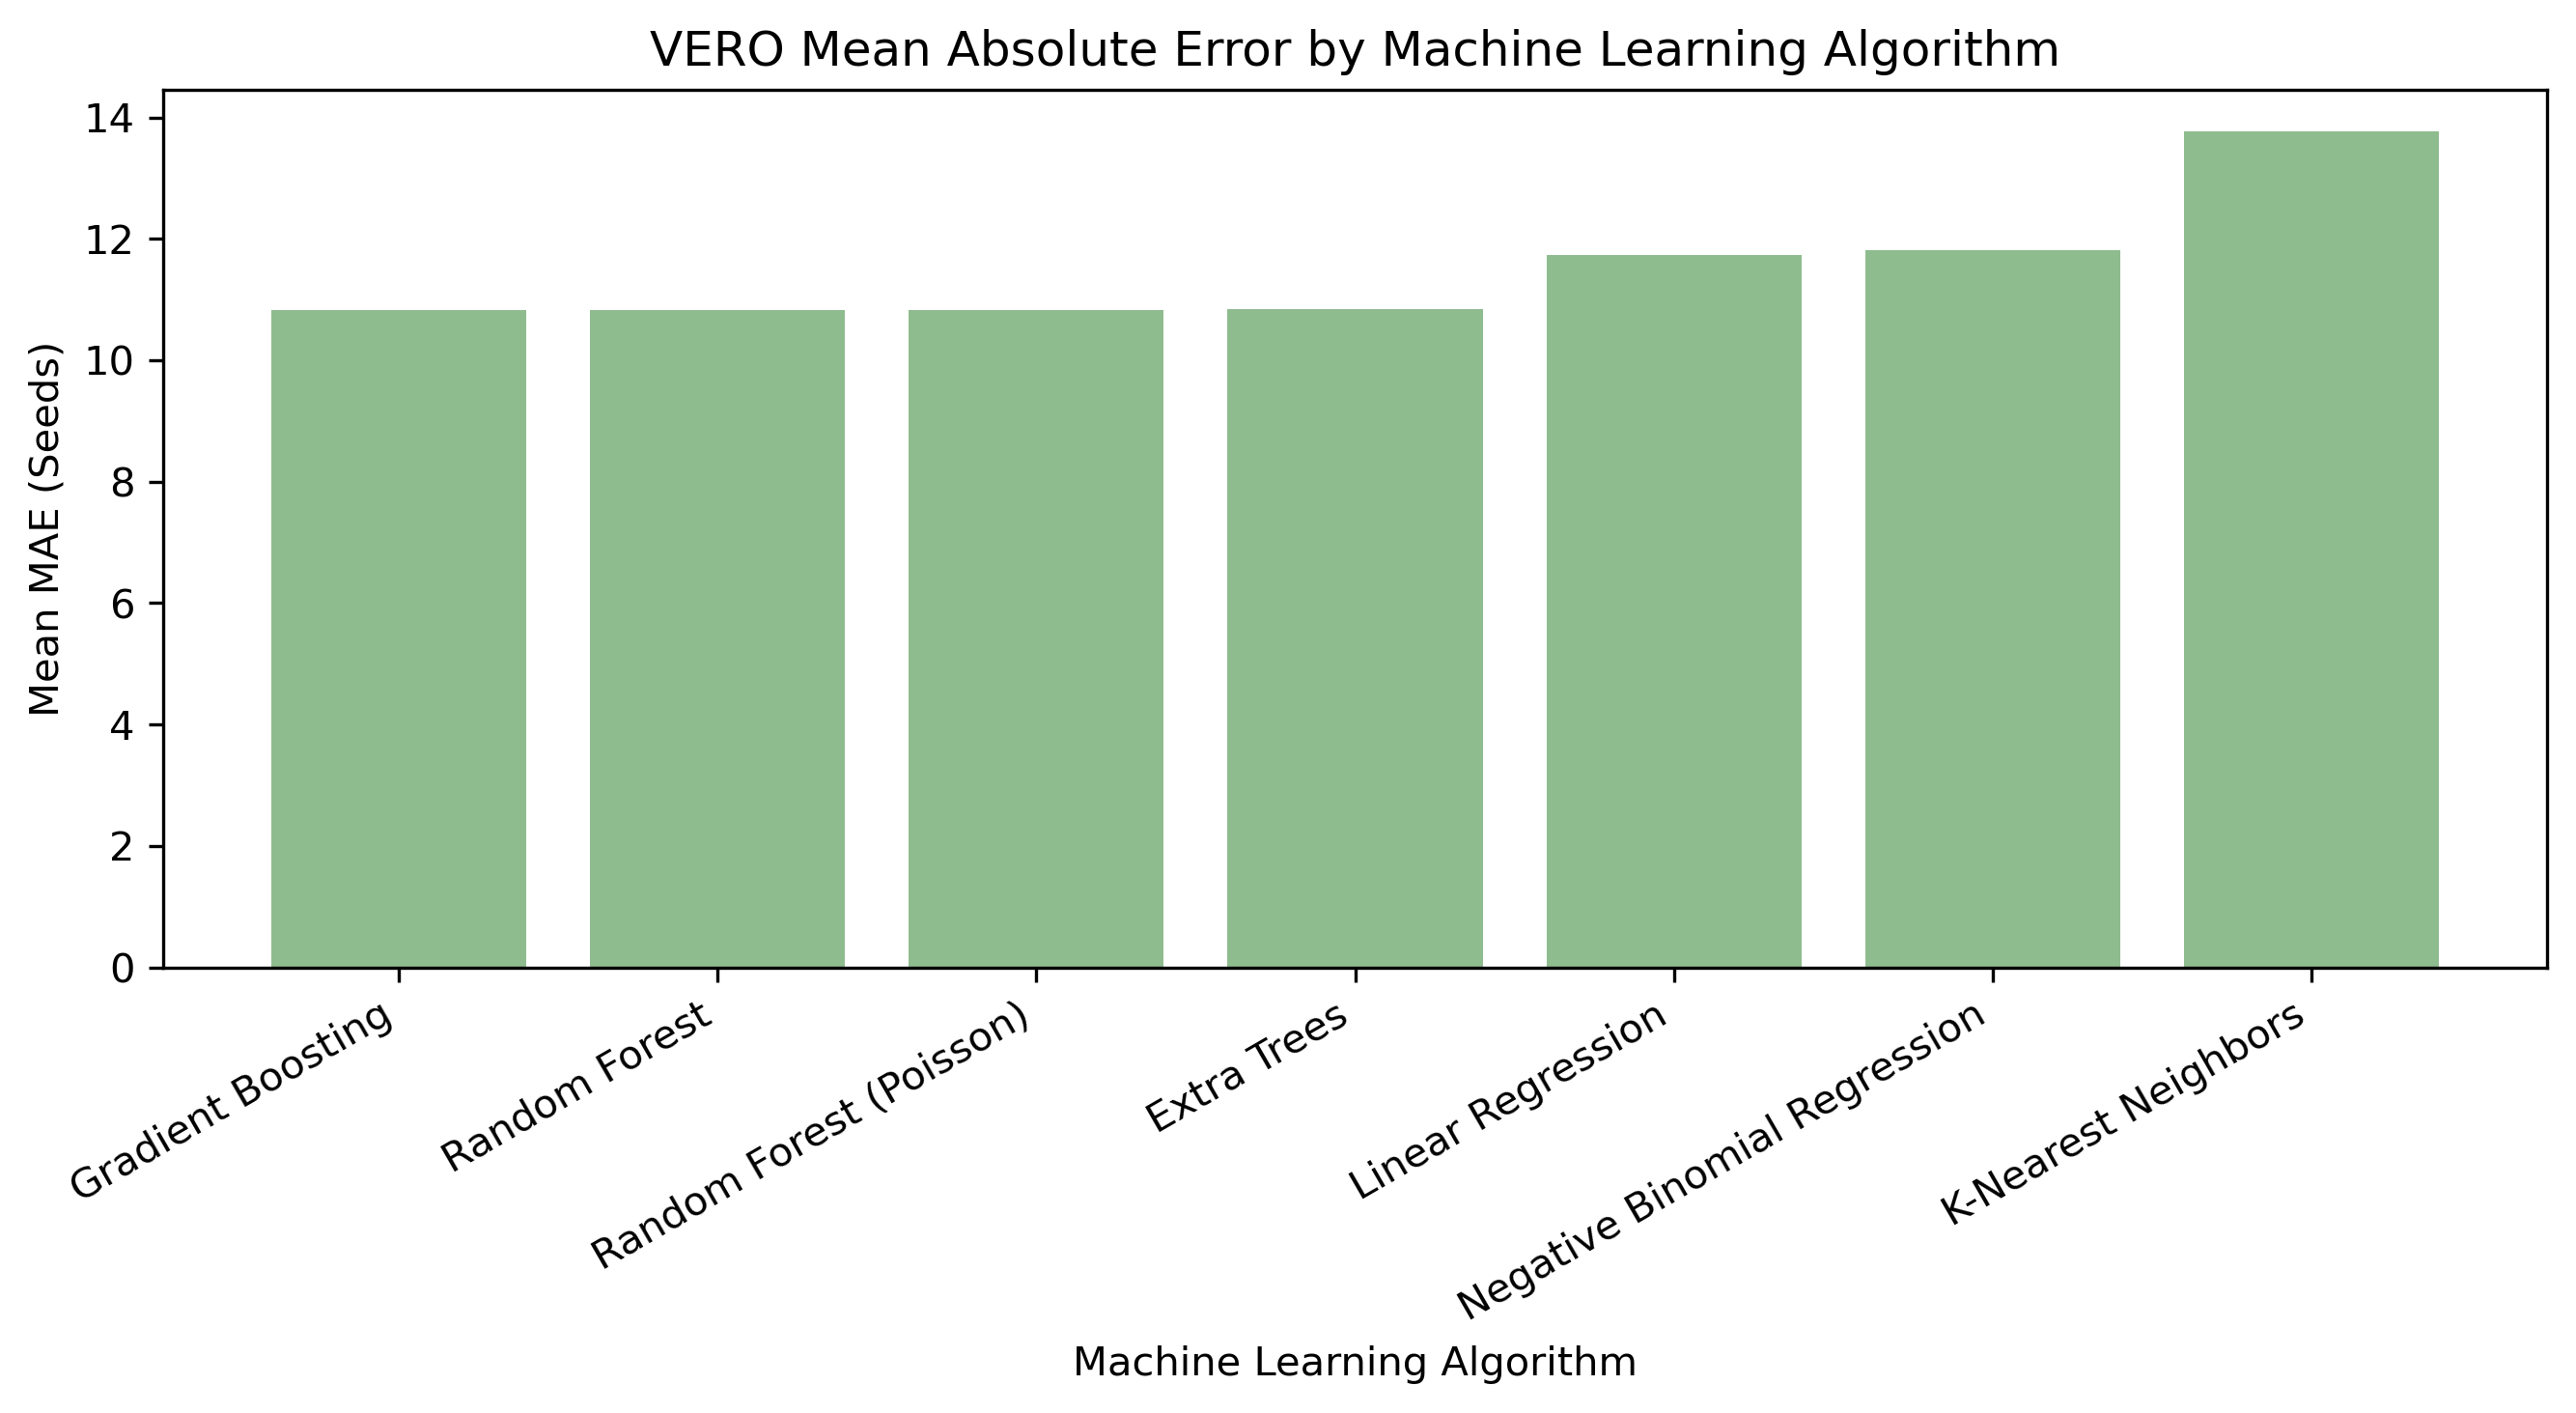 VERO Mean Absolute Error by Machine Learning Algorithm
Mean MAE (Seeds)
14
12
10
8
6
4
2
0
Gradient Boosting
Random Forest
Random Forest (Poisson)
Extra Trees
Linear Regression
Negative Binomial Regression
K-Nearest Neighbors
Machine Learning Algorithm